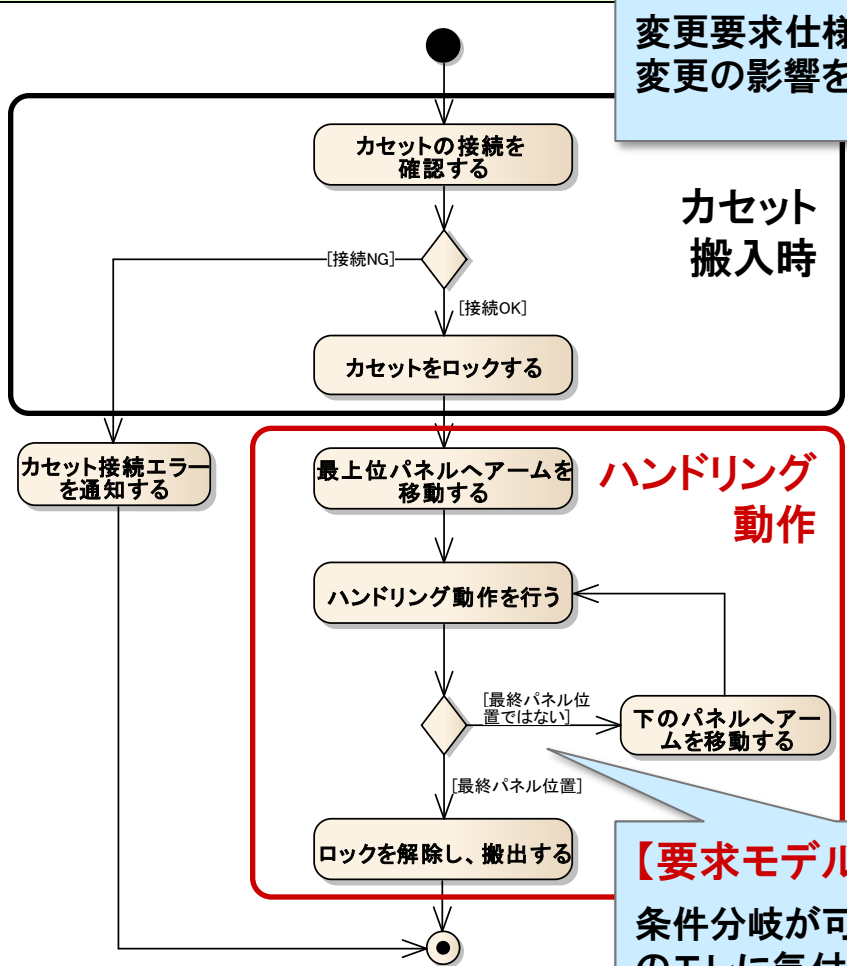 変更要求仕様
変更の影響を
カセットの接続を
確認する
カセット
搬入時
[接続NG]
[接続OK]
カセットをロックする
カセット接続エラー
を通知する
最上位パネルへアームを
移動する
ハンドリング
動作
ハンドリング動作を行う
[最終パネル位
置ではない]
下のパネルへアー
ムを移動する
[最終パネル位置]
ロックを解除し、搬出する
【要求モデル
条件分岐が可
のモレに気付